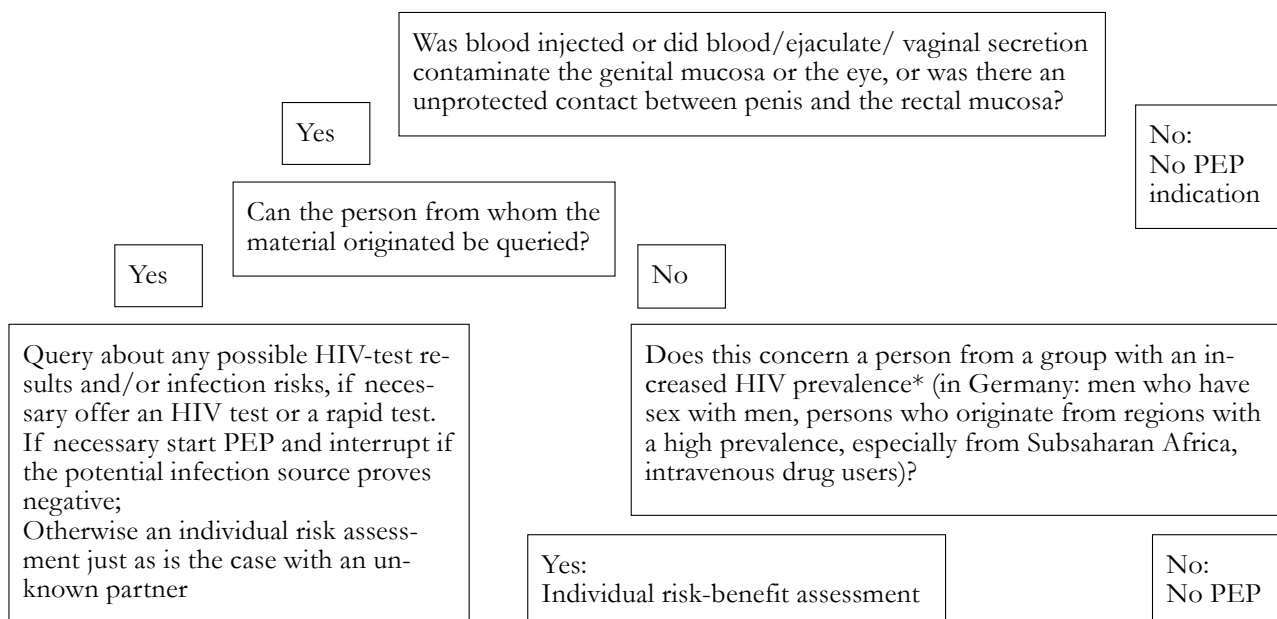 Was blood injected or did blood/ejaculate/ vaginal secretion
contaminate the genital mucosa or the eye, or was there an
unprotected contact between penis and the rectal mucosa?
Yes
No:
No PEP
indication
Can the person from whom the
material originated be queried?
Yes
No
Query about any possible HIV-test re-
sults and/or infection risks, if neces-
sary offer an HIV test or a rapid test.
If necessary start PEP and interrupt if
the potential infection source proves
negative;
Otherwise an individual risk assess-
ment just as is the case with an un-
known partner
Does this concern a person from a group with an in-
creased HIV prevalence* (in Germany: men who have
sex with men, persons who originate from regions with
a high prevalence, especially from Subsaharan Africa,
intravenous drug users)?
Yes:
Individual risk-benefit assessment
No:
No PEP